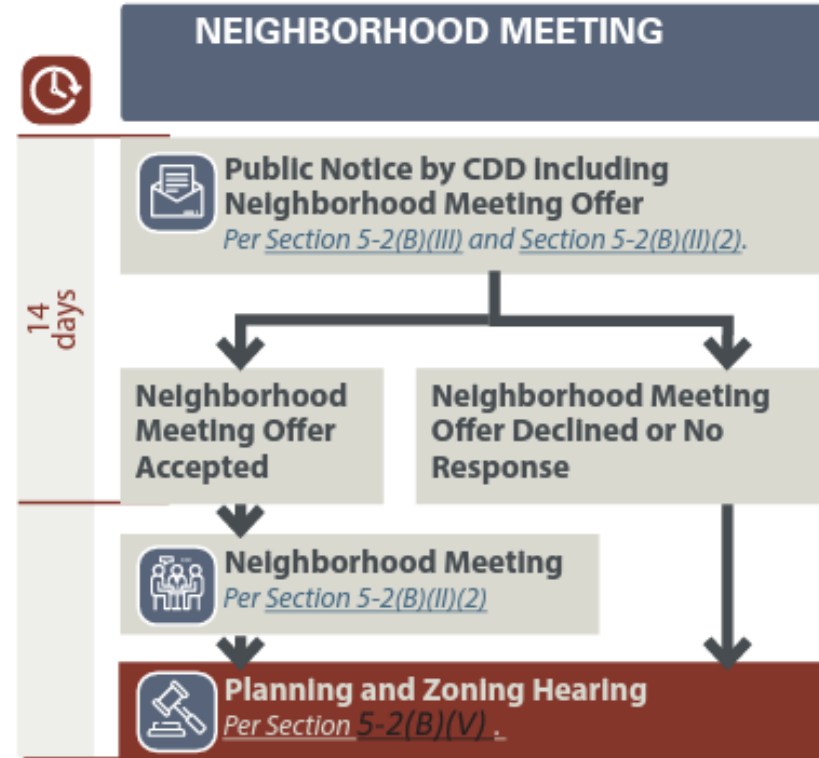 NEIGHBORHOOD MEETING
Public Notice by CDD Including
Neighborhood Meeting Offer
Per Section 5-2(B)(III) and Section 5-2(B)(II)(2).
14
days
Neighborhood
Meeting Offer
Accepted
Neighborhood Meeting
Offer Declined or No
Response
Neighborhood Meeting
Per Section 5-2(B)(II)(2)
Planning and Zoning Hearing
Per Section 5-2(B)(V) .